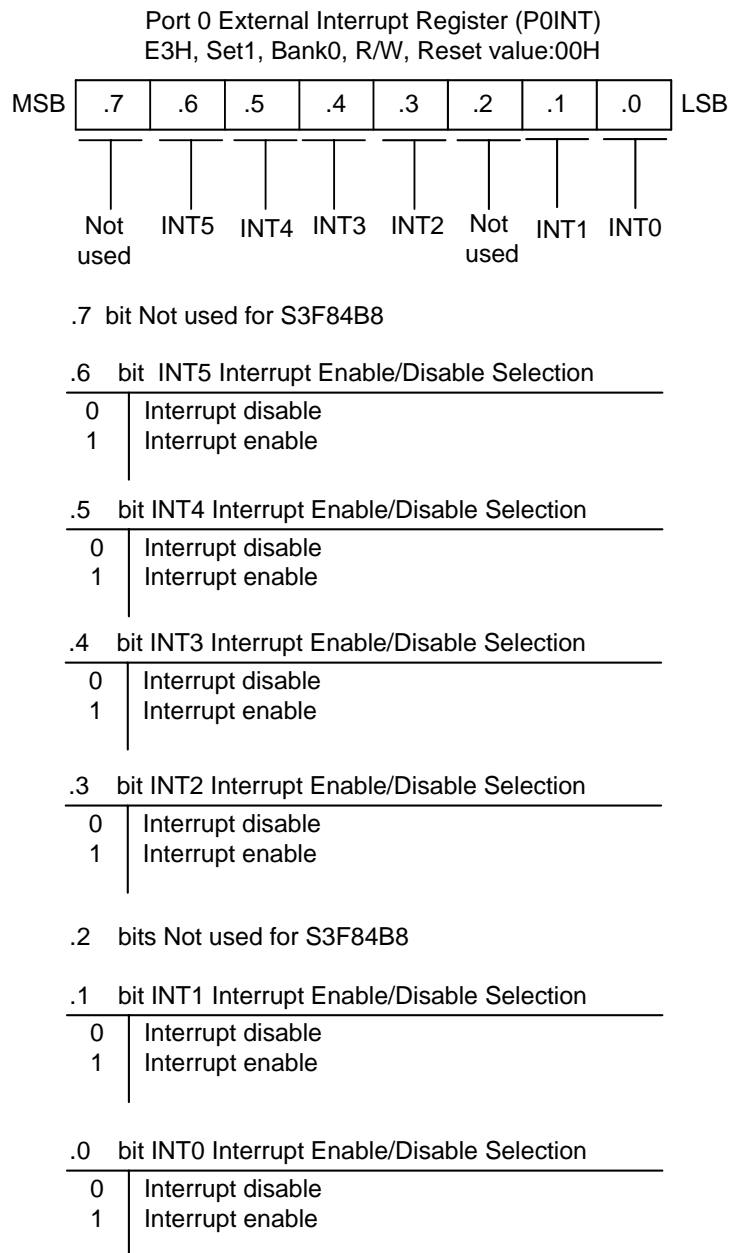 Port 0 External Interrupt Register (P0INT)
E3H, Set1, Bank0, R/W, Reset value:00H
MSB .7 .6 .5 .4 .3 .2 .1 .0 LSB
Not used INT5 INT4 INT3 INT2 Not used INT1 INT0
.7 bit Not used for S3F84B8
.6 bit INT5 Interrupt Enable/Disable Selection
0 Interrupt disable
1 Interrupt enable
.5 bit INT4 Interrupt Enable/Disable Selection
0 Interrupt disable
1 Interrupt enable
.4 bit INT3 Interrupt Enable/Disable Selection
0 Interrupt disable
1 Interrupt enable
.3 bit INT2 Interrupt Enable/Disable Selection
0 Interrupt disable
1 Interrupt enable
.2 bits Not used for S3F84B8
.1 bit INT1 Interrupt Enable/Disable Selection
0 Interrupt disable
1 Interrupt enable
.0 bit INT0 Interrupt Enable/Disable Selection
0 Interrupt disable
1 Interrupt enable